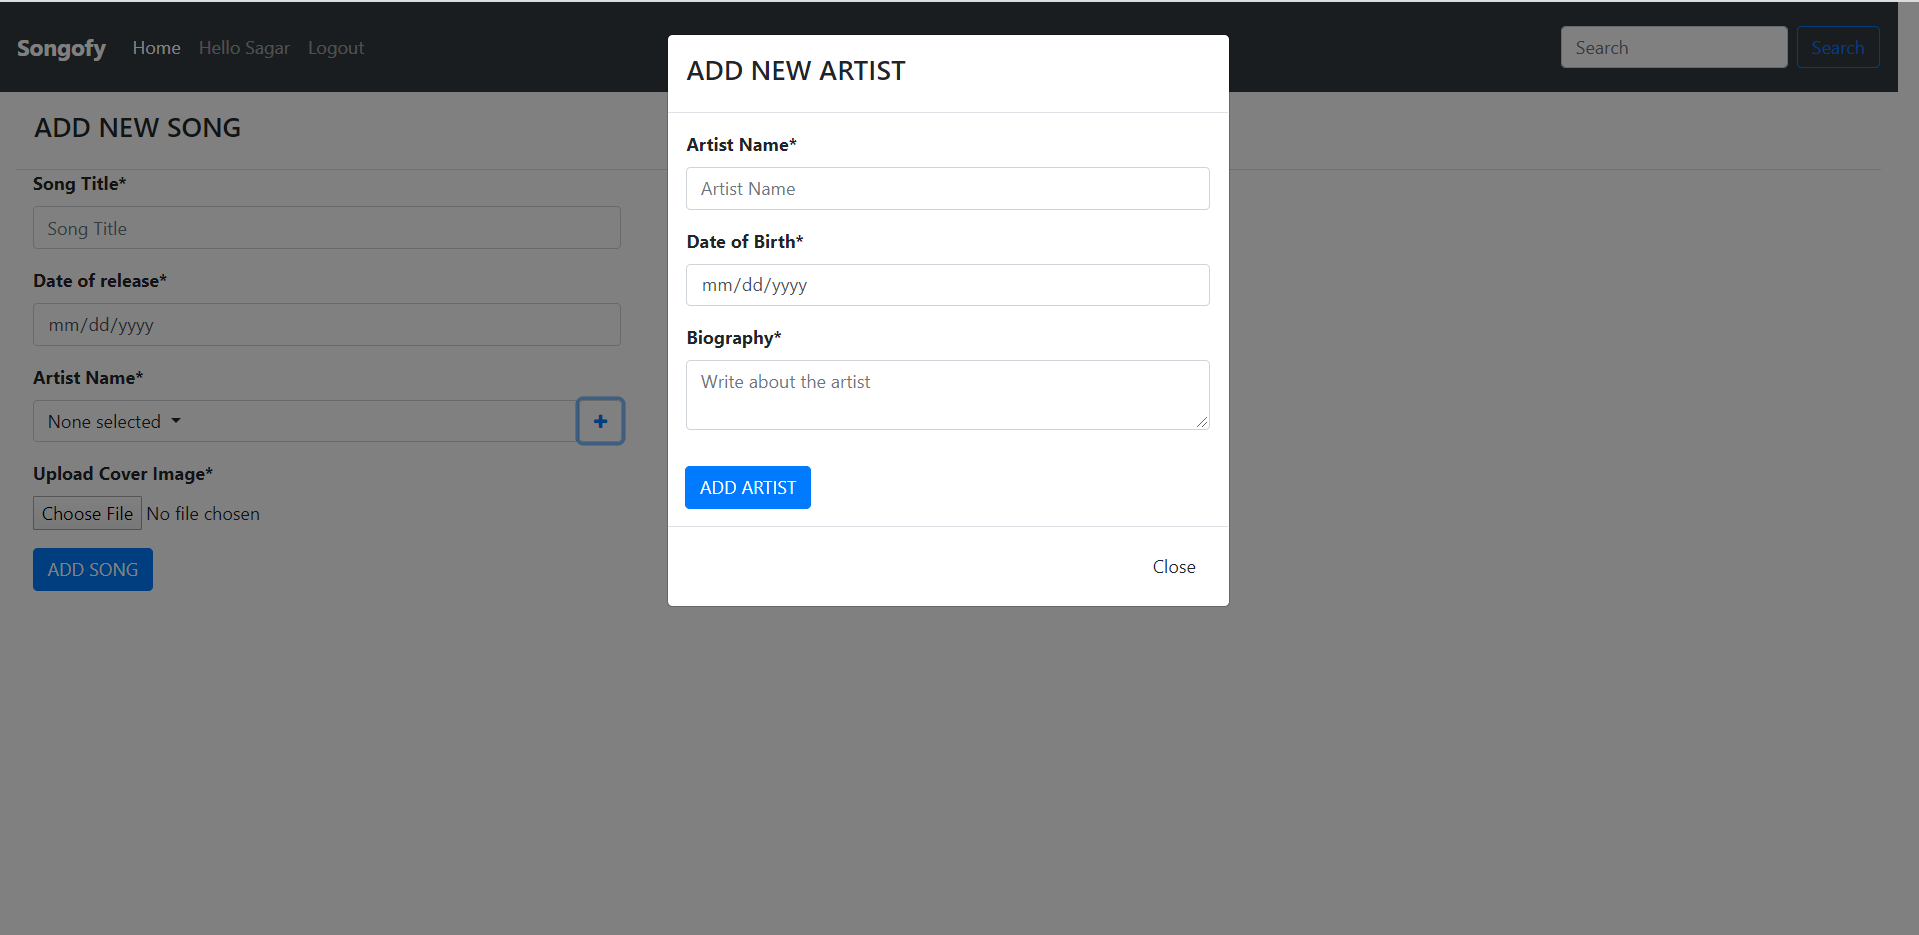 Songofy Home Hello Sagar Logout Search Search
ADD NEW SONG
Song Title*
Song Title
Date of release*
mm/dd/yyyy
Artist Name*
None selected
+
Upload Cover Image*
Choose File No file chosen
ADD SONG
ADD NEW ARTIST
Artist Name*
Artist Name
Date of Birth*
mm/dd/yyyy
Biography*
Write about the artist
ADD ARTIST
Close